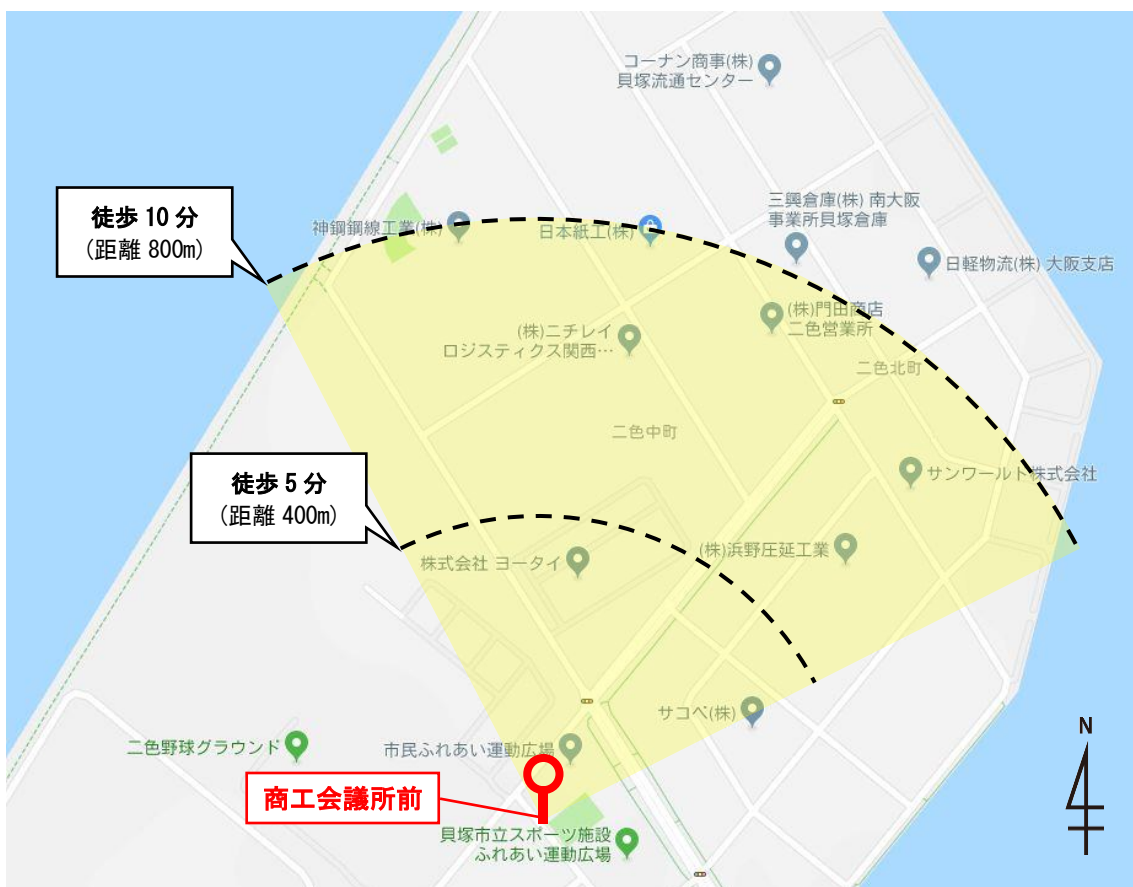 コーナン商事(株)
貝塚流通センター
三興倉庫(株) 南大阪
事業所貝塚倉庫
徒歩 10 分
(距離 800m)
神鋼鋼線工業(株)
日本紙工(株)
日軽物流(株) 大阪支店
(株)門田商店
二色営業所
(株)ニチレイ
ロジスティクス関西…
二色北町
二色中町
徒歩 5 分
(距離 400m)
サンワールト株式会社
(株)浜野圧延工業
株式会社 ヨータイ
サコペ(株)
N
二色野球グラウンド
市民ふれあい運動広場
商工会議所前
貝塚市立スポーツ施設
ふれあい運動広場